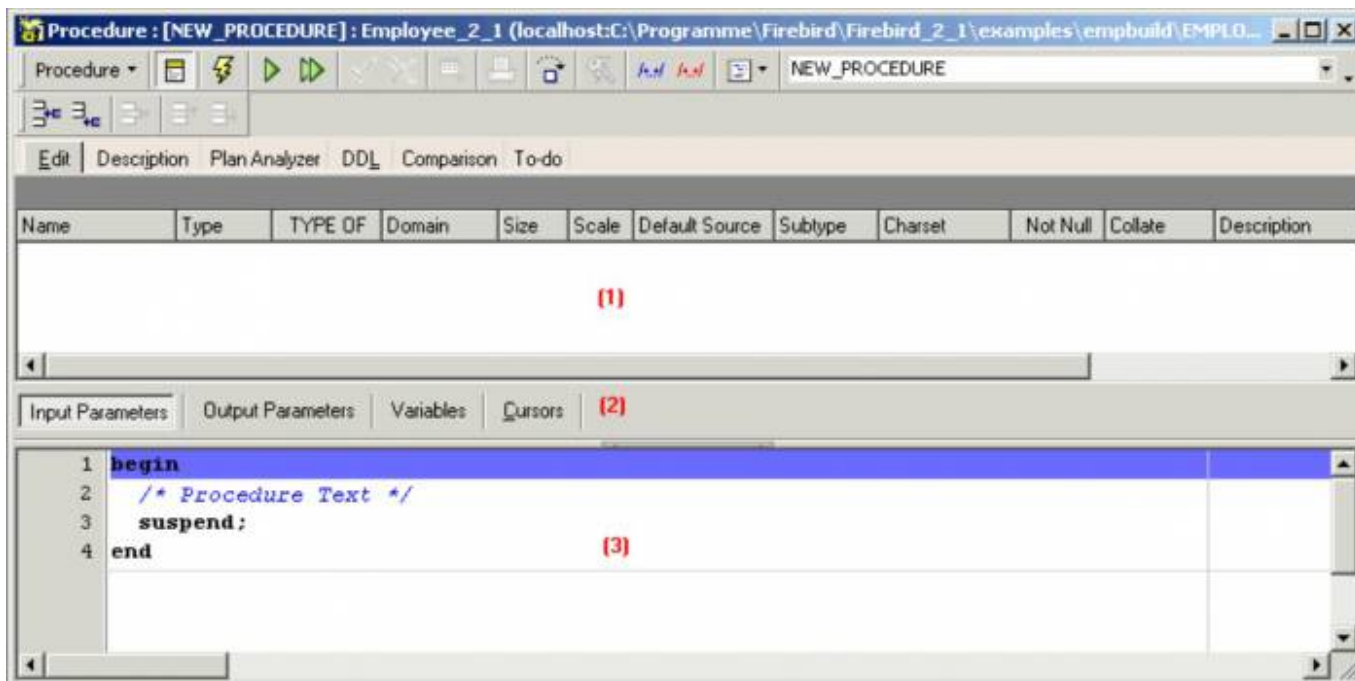 Procedure : [NEW_PROCEDURE] : Employee_2_1 (localhost:C:\Programme\Firebird\Firebird_2_1\examples\empbuild\EMPLO...
Procedure NEW_PROCEDURE
Edit Description Plan Analyzer DDL Comparison To-do
Name Type TYPE OF Domain Size Scale Default Source Subtype Charset Not Null Collate Description
(1)
Input Parameters Output Parameters Variables Cursors (2)
1 begin
2 /* Procedure Text */
3 suspend;
4 end (3)